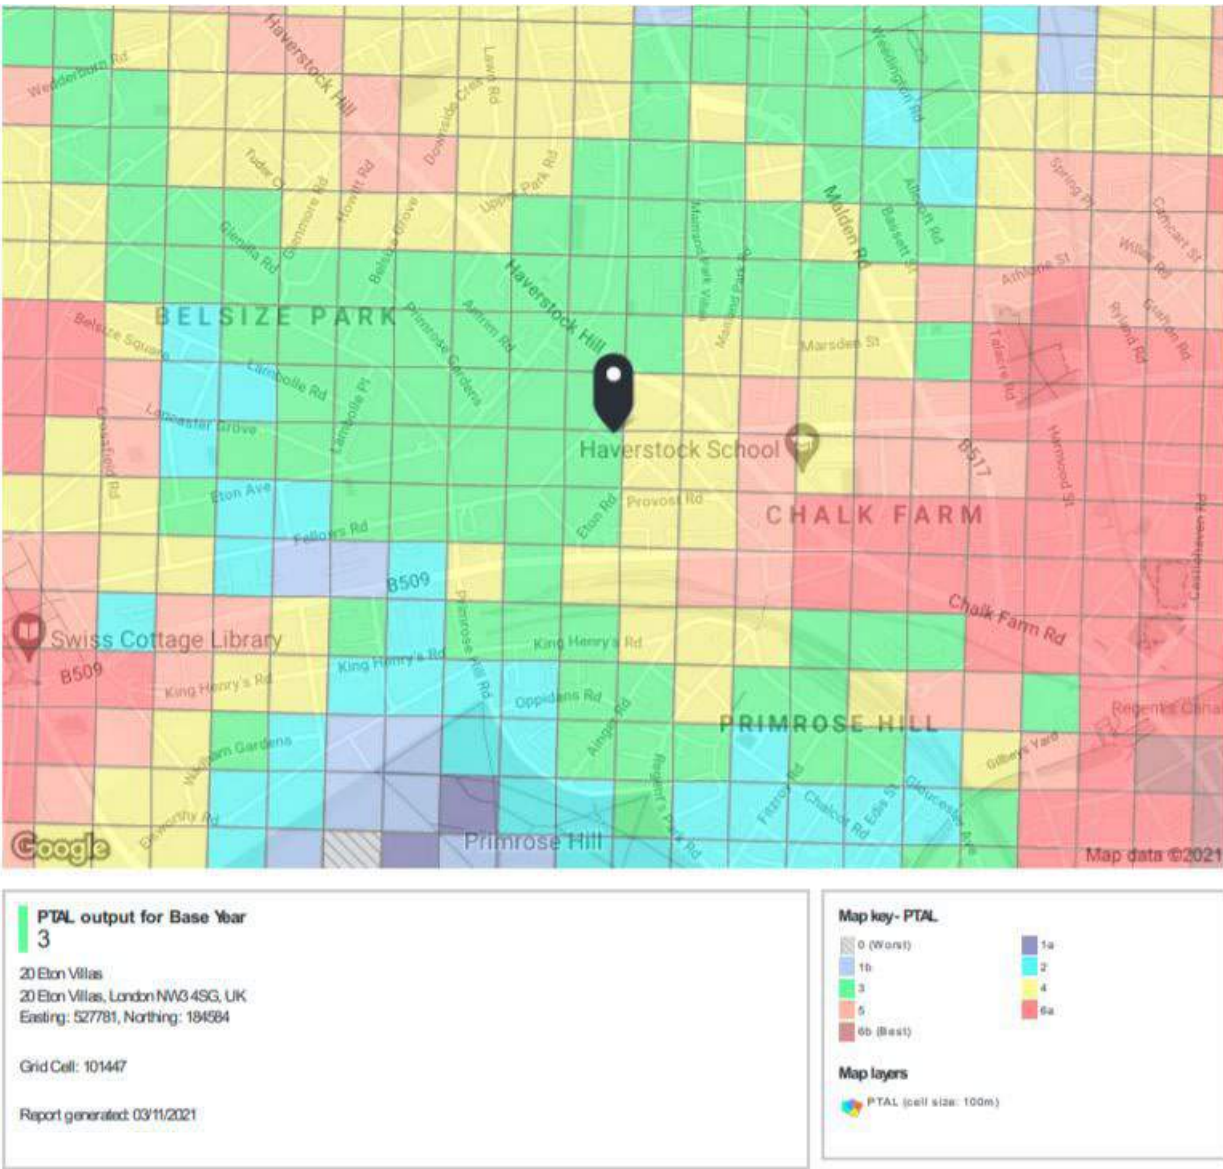 Haverstock Hill
Lawn Rd
Weedington Rd
Wedderburn Rd
Downside Cres
Tudor Cl
Glenmore Rd
Howitt Rd
Upper Park Rd
Spring Pl
Malden Rd
Allcroft Rd
Bassett St
Glenilla Rd
Belsize Grove
Maitland Park Villas
Maitland Park R
Willis Rd
Athlone St
Haverstock Hill
BELSIZE PARK
Belsize Square
Primrose Gardens
Antrim Rd
Marsden St
Talacre Rd
Ryland Rd
Grafton Rd
Lambolle Rd
Lambolle Pl
Lancaster Grove
Crossfield Rd
Haverstock School
B517
Harmood St
Eton Ave
Eton Rd
Provost Rd
CHALK FARM
Castlehaven Rd
Fellows Rd
B509
Chalk Farm Rd
Swiss Cottage Library
King Henry's Rd
Primrose Hill Rd
King Henry's Rd
B509
King Henry's Rd
Oppidans Rd
Ainger Rd
PRIMROSE HILL
Regent's Canal
Gilbeys Yard
Wadham Gardens
Regent's Park Rd
Fitzroy Rd
Chalcot Rd
Edis St
Gloucester Ave
Elsworthy Rd
Primrose Hill
Google
Map data ©2021
PTAL output for Base Year
3
20 Eton Villas
20 Eton Villas, London NW3 4SG, UK
Easting: 527781, Northing: 184584
Grid Cell: 101447
Report generated: 03/11/2021
Map key - PTAL
0 (Worst)
1a
1b
2
3
4
5
6a
6b (Best)
Map layers
PTAL (cell size: 100m)